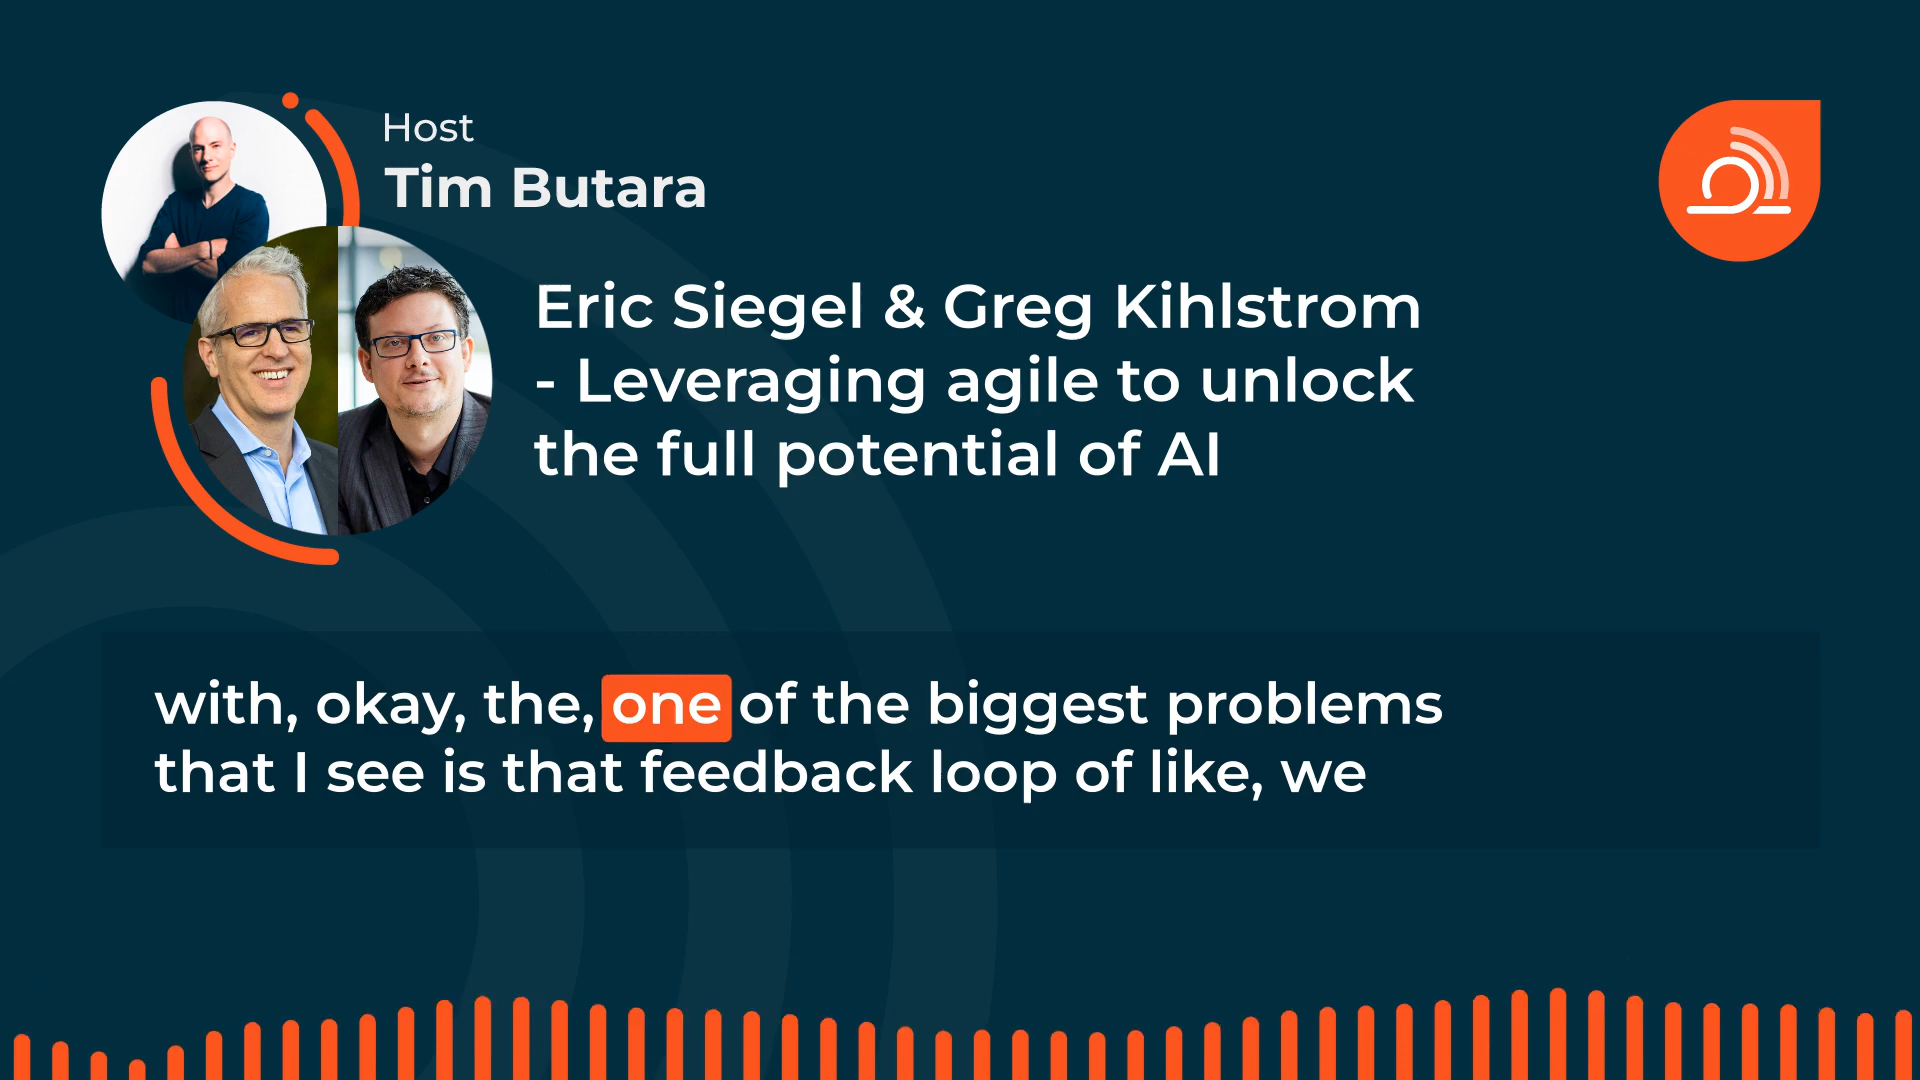 Host
Tim Butara
Eric Siegel & Greg Kihlstrom
- Leveraging agile to unlock
the full potential of AI
with, okay, the, one of the biggest problems
that I see is that feedback loop of like, we